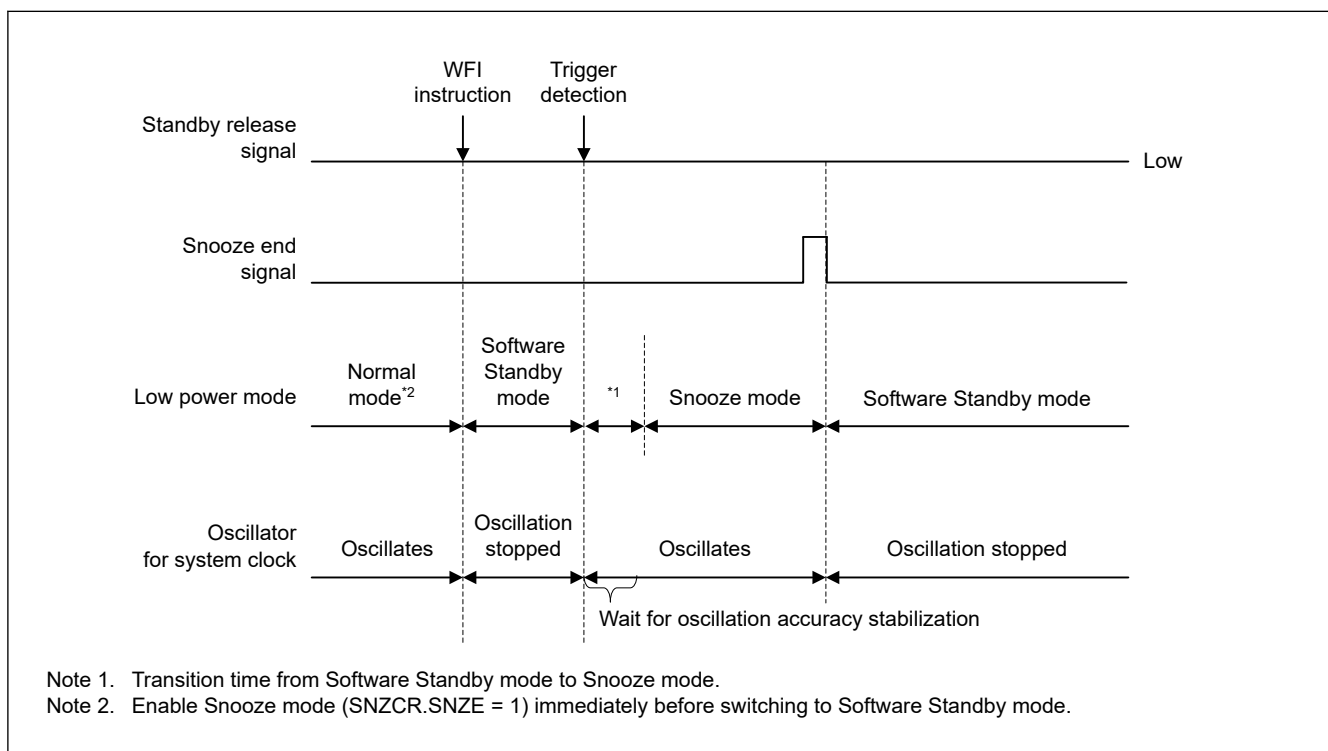 WFI
instruction
Trigger
detection
Standby release
signal
Low
Snooze end
signal
Low power mode
Normal
mode*2
Software
Standby
mode
*1
Snooze mode
Software Standby mode
Oscillator
for system clock
Oscillates
Oscillation
stopped
Oscillates
Oscillation stopped
Wait for oscillation accuracy stabilization
Note 1. Transition time from Software Standby mode to Snooze mode.
Note 2. Enable Snooze mode (SNZCR.SNZE = 1) immediately before switching to Software Standby mode.